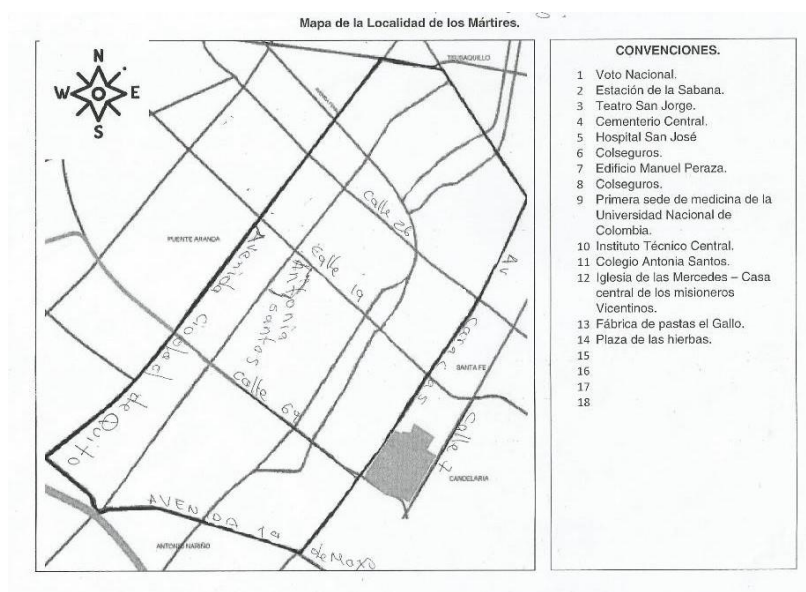 Mapa de la Localidad de los Mártires.
N
W E
S
TEUSAQUILLO
PUENTE ARANDA
Calle 26
Avenida Ciudad de Quito
Calle 19
Antonia
santos
Av caracas
SANTA FE
Calle 6a
Calle 7
CANDELARIA
AVENIDA 1a de Mayo
ANTONIO NARIÑO
CONVENCIONES.
1 Voto Nacional.
2 Estación de la Sabana.
3 Teatro San Jorge.
4 Cementerio Central.
5 Hospital San José
6 Colseguros.
7 Edificio Manuel Peraza.
8 Colseguros.
9 Primera sede de medicina de la
Universidad Nacional de
Colombia.
10 Instituto Técnico Central.
11 Colegio Antonia Santos.
12 Iglesia de las Mercedes – Casa
central de los misioneros
Vicentinos.
13 Fábrica de pastas el Gallo.
14 Plaza de las hierbas.
15
16
17
18